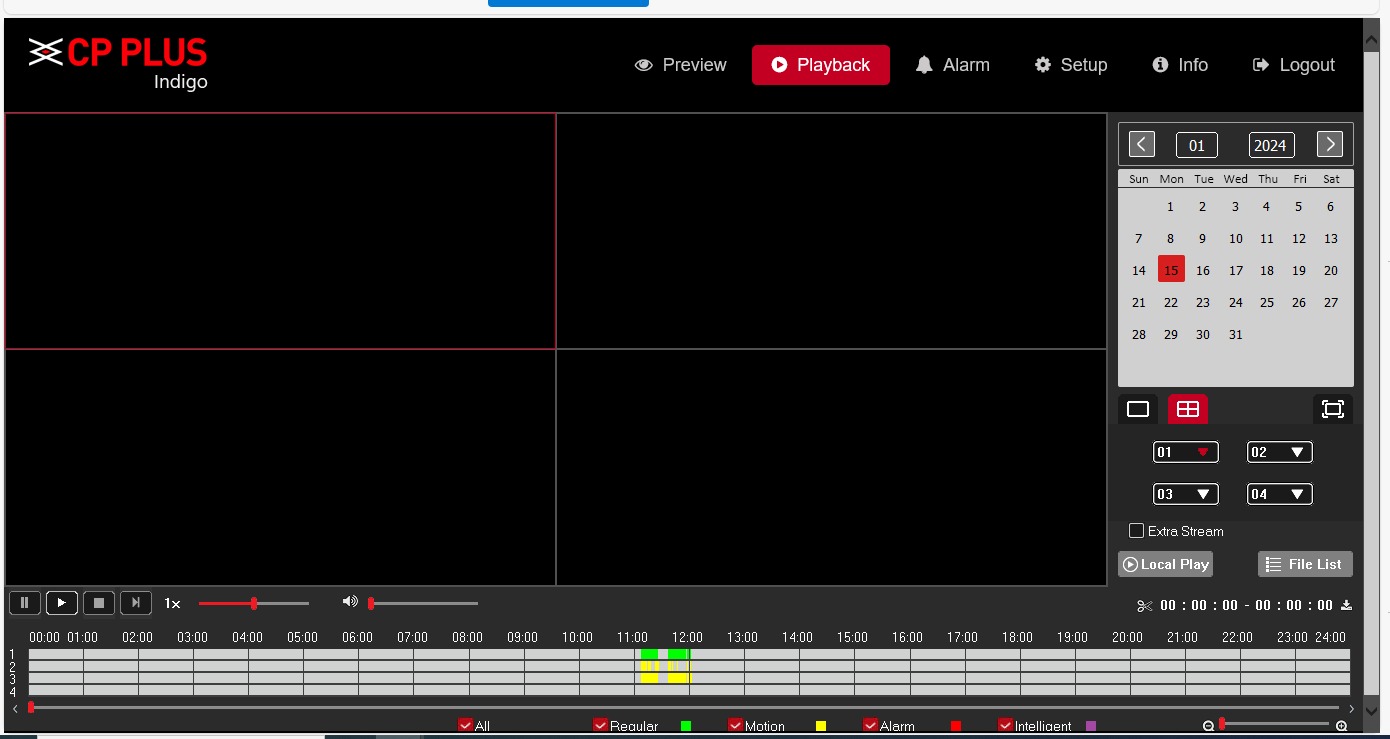 CP PLUS
Indigo
Preview Playback Alarm Setup Info Logout
01 2024
Sun Mon Tue Wed Thu Fri Sat
1 2 3 4 5 6
7 8 9 10 11 12 13
14 15 16 17 18 19 20
21 22 23 24 25 26 27
28 29 30 31
01 02
03 04
Extra Stream
Local Play File List
1x 00 : 00 : 00 - 00 : 00 : 00
00:00 01:00 02:00 03:00 04:00 05:00 06:00 07:00 08:00 09:00 10:00 11:00 12:00 13:00 14:00 15:00 16:00 17:00 18:00 19:00 20:00 21:00 22:00 23:00 24:00
1
2
3
4
All Regular Motion Alarm Intelligent